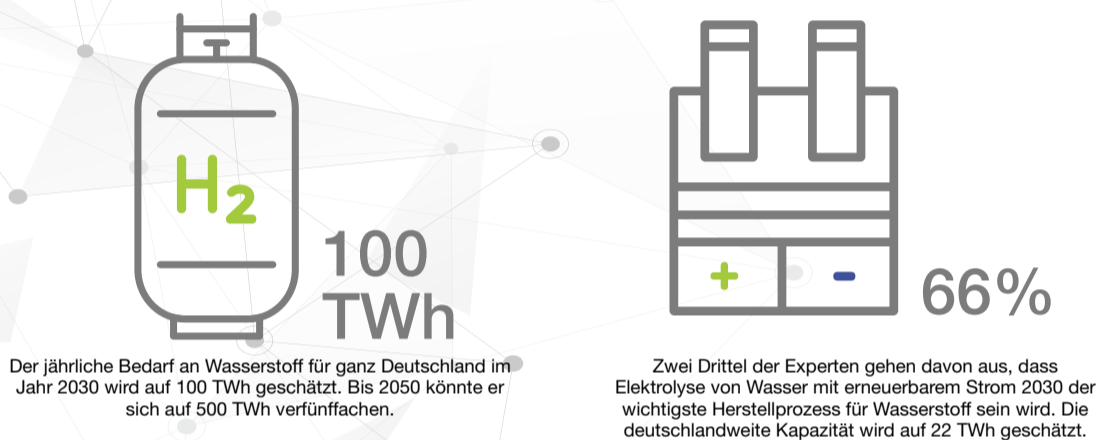 H2
100
TWh
Der jährliche Bedarf an Wasserstoff für ganz Deutschland im
Jahr 2030 wird auf 100 TWh geschätzt. Bis 2050 könnte er
sich auf 500 TWh verfünffachen.
+ -
66%
Zwei Drittel der Experten gehen davon aus, dass
Elektrolyse von Wasser mit erneuerbarem Strom 2030 der
wichtigste Herstellprozess für Wasserstoff sein wird. Die
deutschlandweite Kapazität wird auf 22 TWh geschätzt.